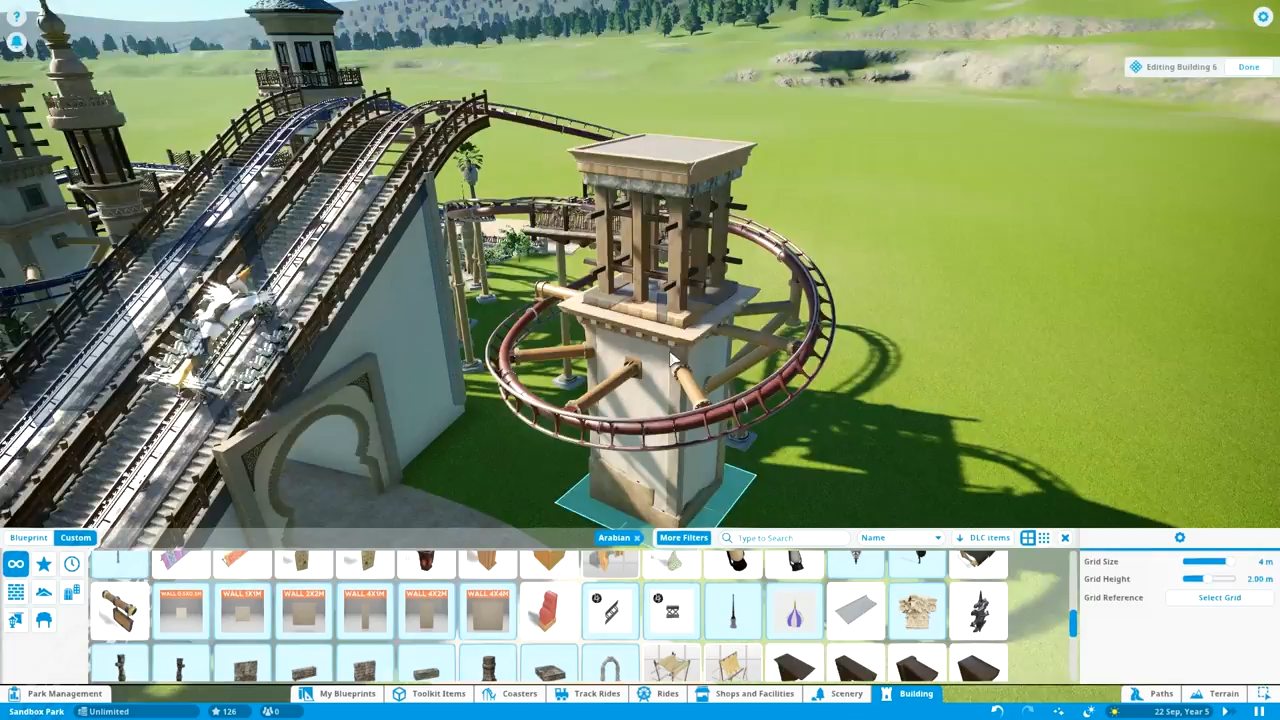 ?
Editing Building 6 Done
Blueprint Custom Arabian × More Filters Type to Search Name DLC items
WALL 0.5X0.5M WALL 1X1M WALL 2X2M WALL 4X1M WALL 4X2M WALL 4X4M
Grid Size 4 m
Grid Height 2.00 m
Grid Reference Select Grid
Park Management My Blueprints Toolkit Items Coasters Track Rides Rides Shops and Facilities Scenery Building Paths Terrain
Sandbox Park Unlimited 126 0 22 Sep, Year 5